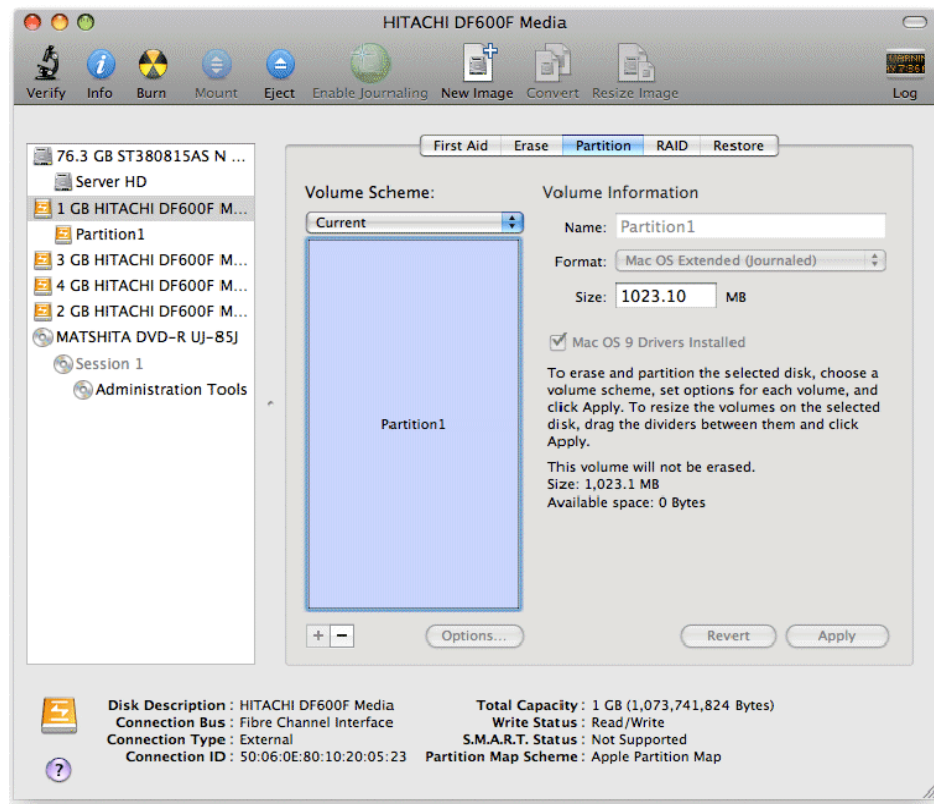 HITACHI DF600F Media
Verify Info Burn Mount Eject Enable Journaling New Image Convert Resize Image Log
First Aid Erase Partition RAID Restore
76.3 GB ST380815AS N ...
Server HD
1 GB HITACHI DF600F M...
Partition1
3 GB HITACHI DF600F M...
4 GB HITACHI DF600F M...
2 GB HITACHI DF600F M...
MATSHITA DVD-R UJ-85J
Session 1
Administration Tools
Volume Scheme:
Current
Partition1
+ − Options...
Volume Information
Name: Partition1
Format: Mac OS Extended (Journaled)
Size: 1023.10 MB
Mac OS 9 Drivers Installed
To erase and partition the selected disk, choose a
volume scheme, set options for each volume, and
click Apply. To resize the volumes on the selected
disk, drag the dividers between them and click
Apply.
This volume will not be erased.
Size: 1,023.1 MB
Available space: 0 Bytes
Revert Apply
Disk Description : HITACHI DF600F Media
Connection Bus : Fibre Channel Interface
Connection Type : External
Connection ID : 50:06:0E:80:10:20:05:23
Total Capacity : 1 GB (1,073,741,824 Bytes)
Write Status : Read/Write
S.M.A.R.T. Status : Not Supported
Partition Map Scheme : Apple Partition Map
?